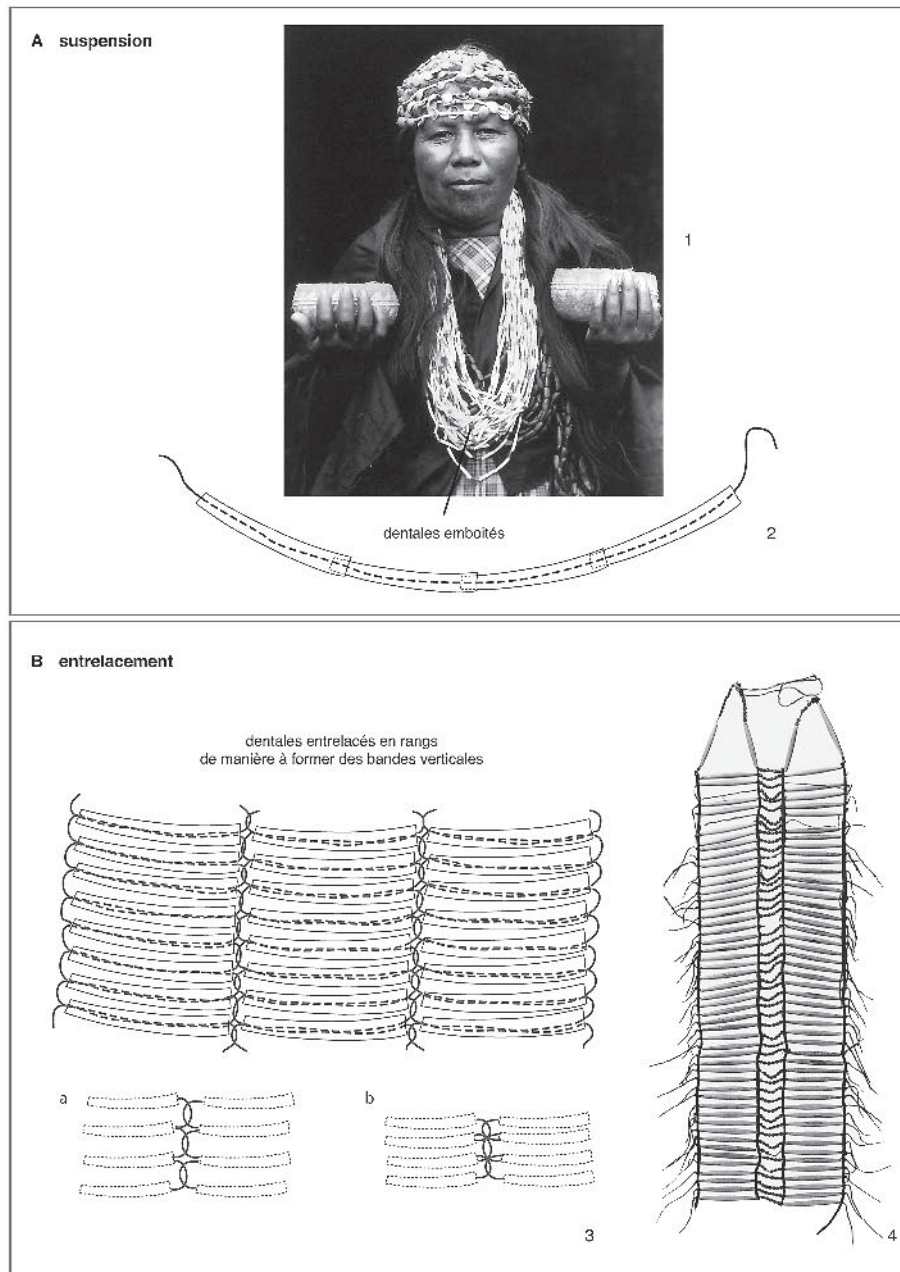 A suspension
1
dentales emboités
2
B entrelacement
dentales entrelacés en rangs
de manière à former des bandes verticales
a
b
3
4